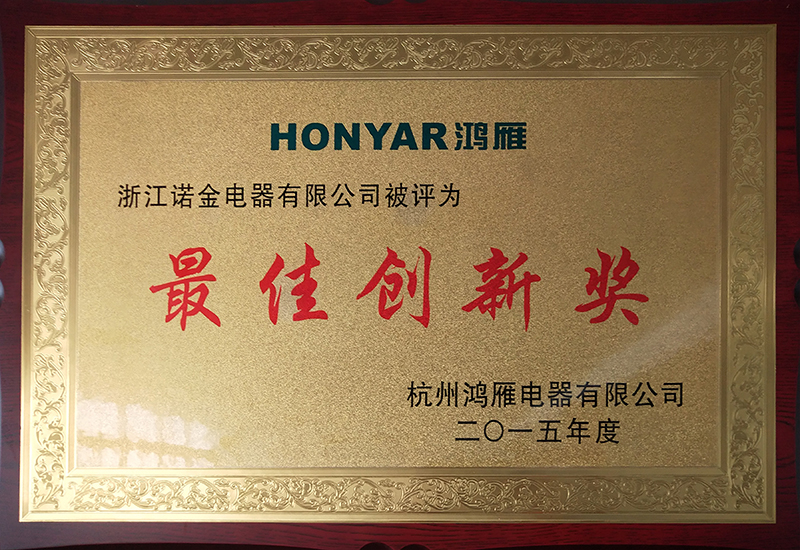 HONYAR鸿雁
浙江诺金电器有限公司被评为
最佳创新奖
杭州鸿雁电器有限公司
二〇一五年度